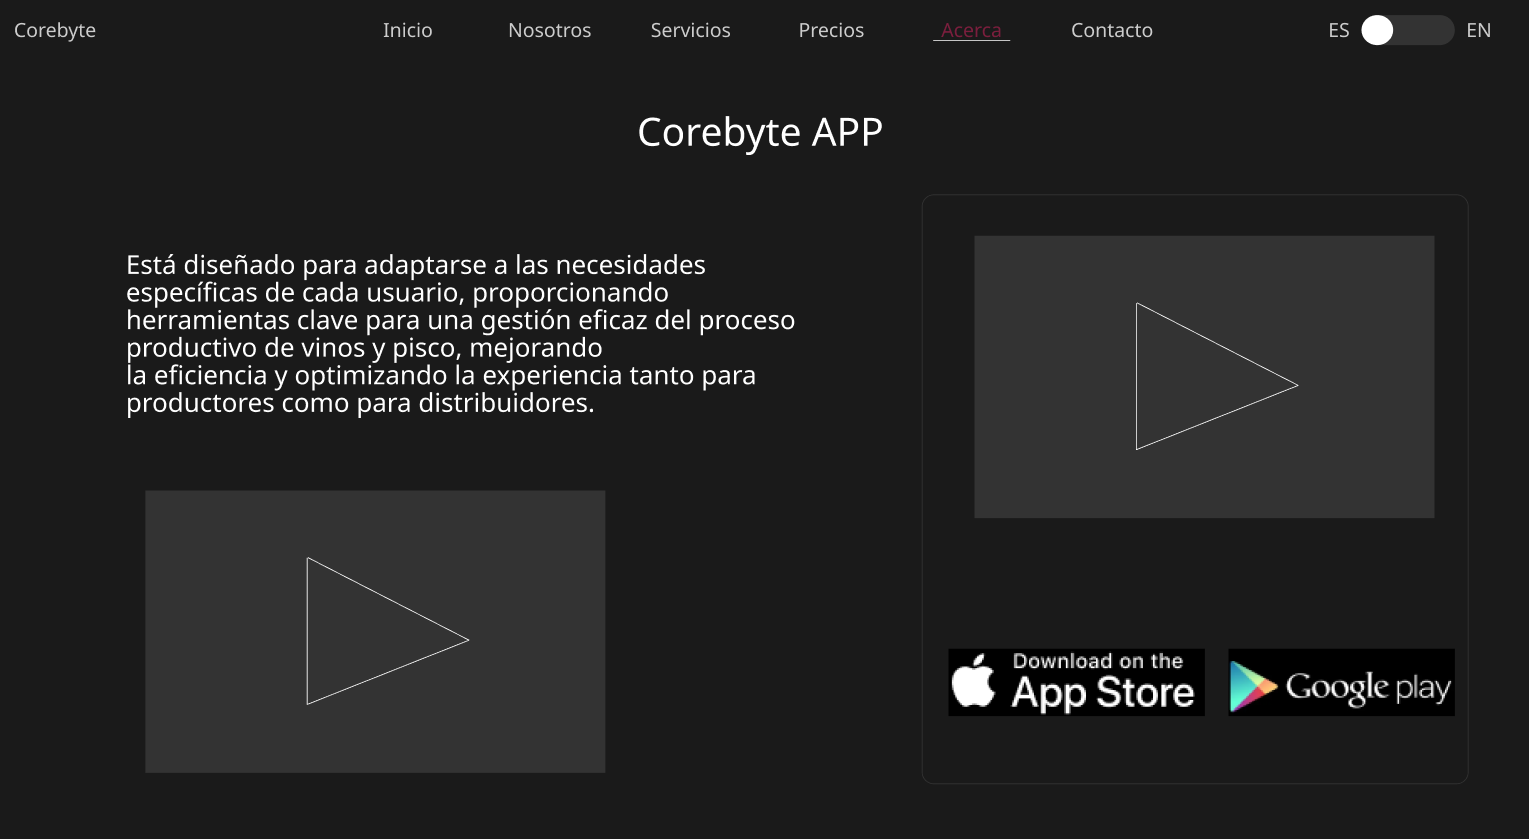 Corebyte
Inicio
Nosotros
Servicios
Precios
Acerca
Contacto
ES
EN
Corebyte APP
Está diseñado para adaptarse a las necesidades
específicas de cada usuario, proporcionando
herramientas clave para una gestión eficaz del proceso
productivo de vinos y pisco, mejorando
la eficiencia y optimizando la experiencia tanto para
productores como para distribuidores.
Download on the
App Store
Google play